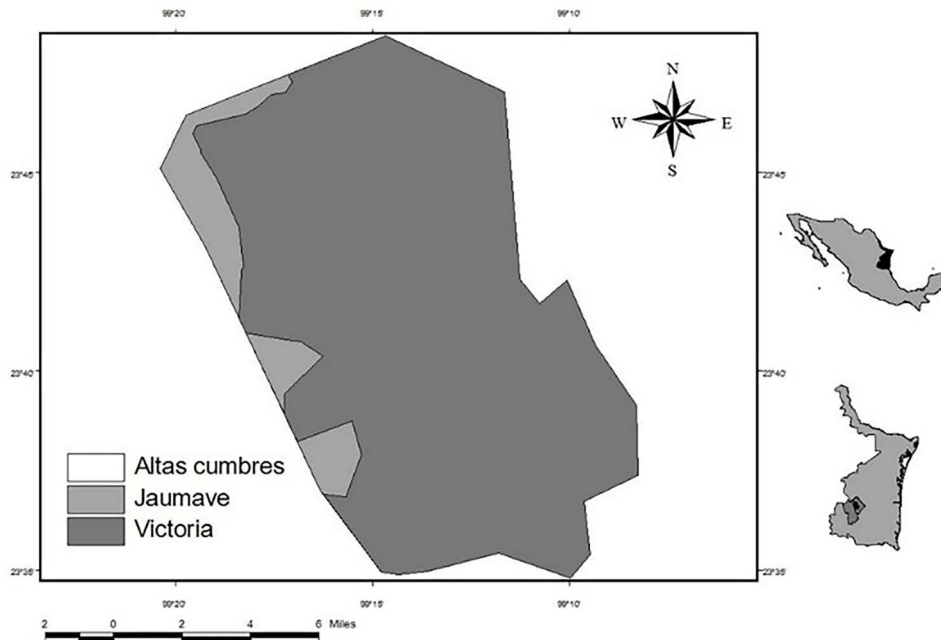 99°20' 99°15' 99°10'
N
W E
S
23°45' 23°45'
23°40' 23°40'
Altas cumbres
Jaumave
Victoria
23°35' 23°35'
99°20' 99°15' 99°10'
2 0 2 4 6 Miles